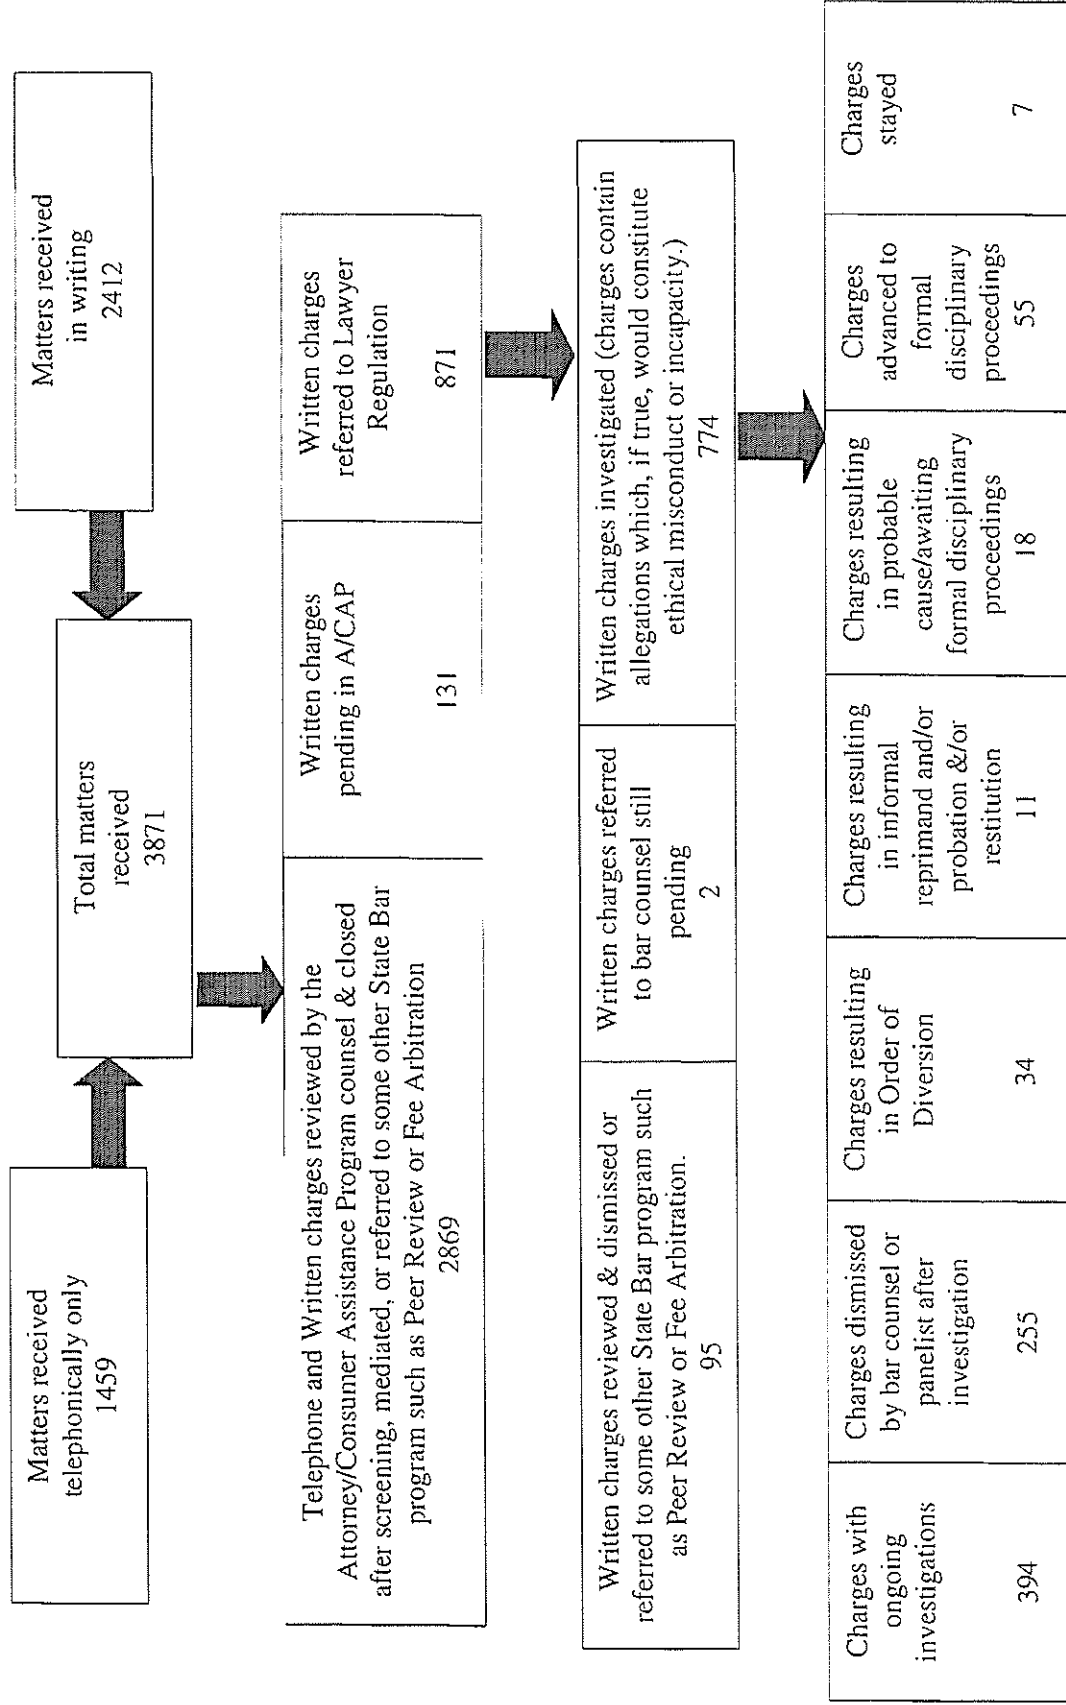 Matters received
telephonically only
1459
Total matters
received
3871
Matters received
in writing
2412
Telephone and Written charges reviewed by the
Attorney/Consumer Assistance Program counsel & closed
after screening, mediated, or referred to some other State Bar
program such as Peer Review or Fee Arbitration
2869
Written charges
pending in A/CAP
131
Written charges
referred to Lawyer
Regulation
871
Written charges reviewed & dismissed or
referred to some other State Bar program such
as Peer Review or Fee Arbitration.
95
Written charges referred
to bar counsel still
pending
2
Written charges investigated (charges contain
allegations which, if true, would constitute
ethical misconduct or incapacity.)
774
Charges with
ongoing
investigations
394
Charges dismissed
by bar counsel or
panelist after
investigation
255
Charges resulting
in Order of
Diversion
34
Charges resulting
in informal
reprimand and/or
probation &/or
restitution
11
Charges resulting
in probable
cause/awaiting
formal disciplinary
proceedings
18
Charges
advanced to
formal
disciplinary
proceedings
55
Charges
stayed
7